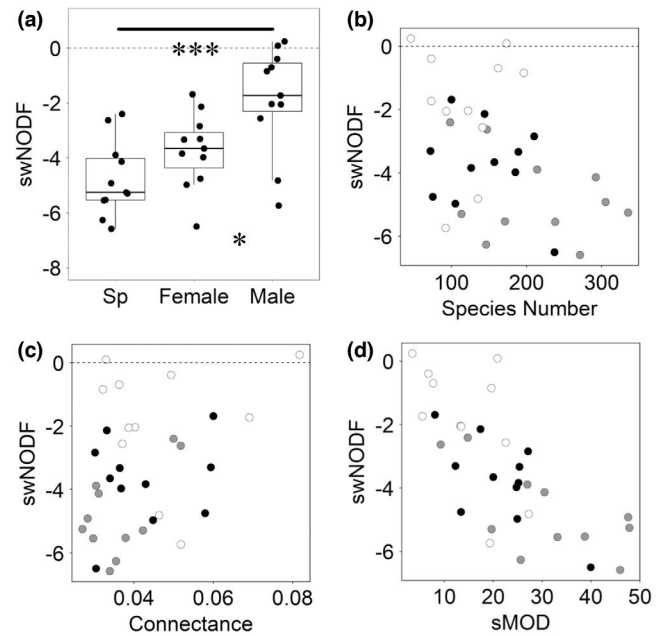 (a)
swNODF
0
-2
-4
-6
-8
***
*
Sp Female Male
(b)
swNODF
0
-2
-4
-6
100 200 300
Species Number
(c)
swNODF
0
-2
-4
-6
0.04 0.06 0.08
Connectance
(d)
swNODF
0
-2
-4
-6
0 10 20 30 40 50
sMOD